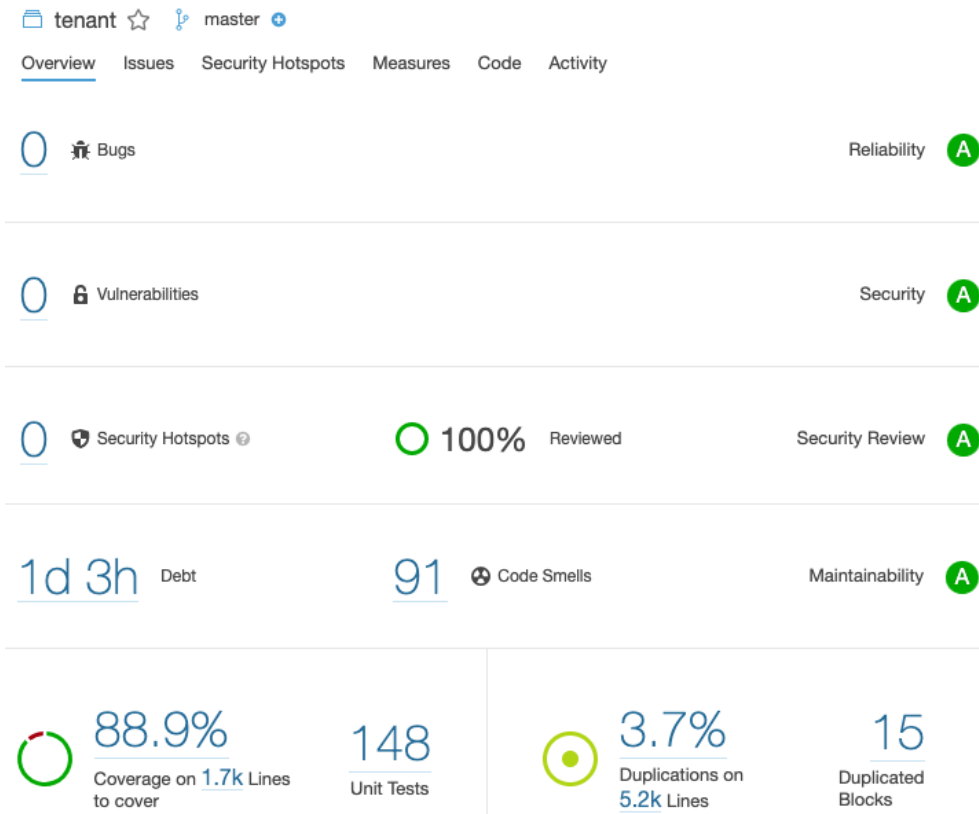 tenant master
Overview Issues Security Hotspots Measures Code Activity
0 Bugs Reliability A
0 Vulnerabilities Security A
0 Security Hotspots ? 100% Reviewed Security Review A
1d 3h Debt 91 Code Smells Maintainability A
88.9%
Coverage on 1.7k Lines
to cover
148
Unit Tests
3.7%
Duplications on
5.2k Lines
15
Duplicated
Blocks